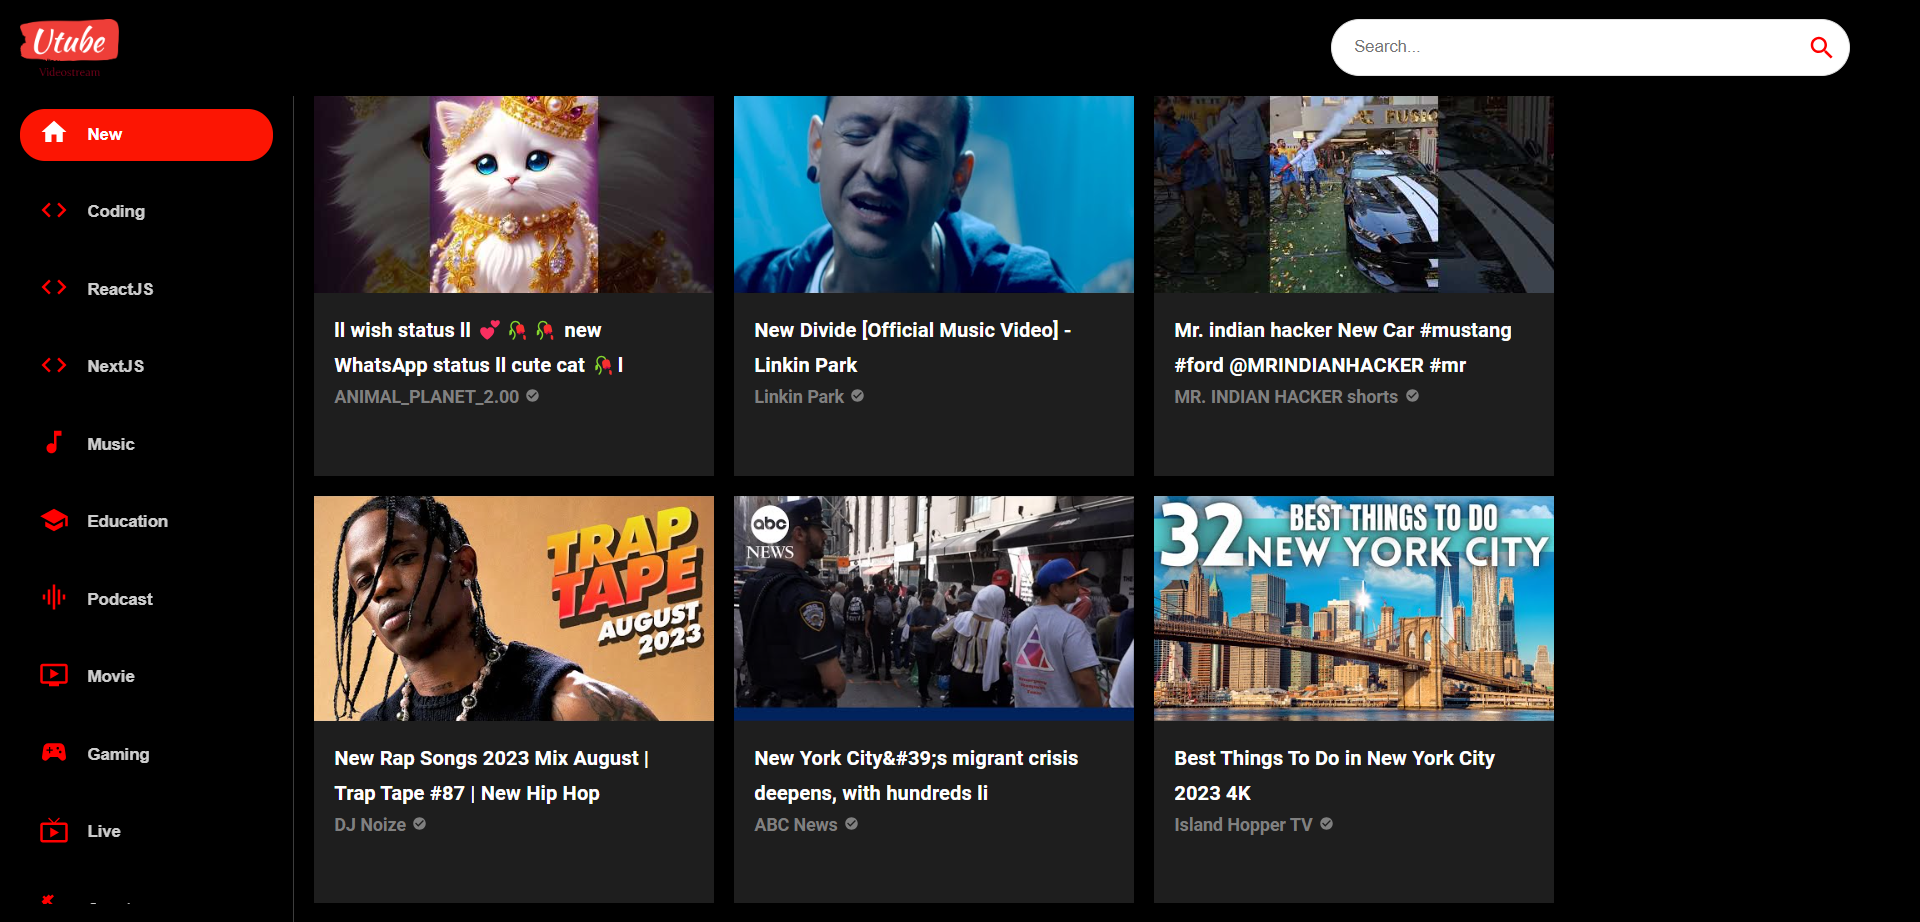 Utube
Videostream
Search...
New
Coding
ReactJS
NextJS
Music
Education
Podcast
Movie
Gaming
Live
ll wish status ll 💕 🥀 🥀 new
WhatsApp status ll cute cat 🥀 l
ANIMAL_PLANET_2.00
New Divide [Official Music Video] -
Linkin Park
Linkin Park
FUSIO
Mr. indian hacker New Car #mustang
#ford @MRINDIANHACKER #mr
MR. INDIAN HACKER shorts
TRAP
TAPE
AUGUST
2023
New Rap Songs 2023 Mix August |
Trap Tape #87 | New Hip Hop
DJ Noize
abc
NEWS
New York City&#39;s migrant crisis
deepens, with hundreds li
ABC News
32 BEST THINGS TO DO
NEW YORK CITY
Best Things To Do in New York City
2023 4K
Island Hopper TV